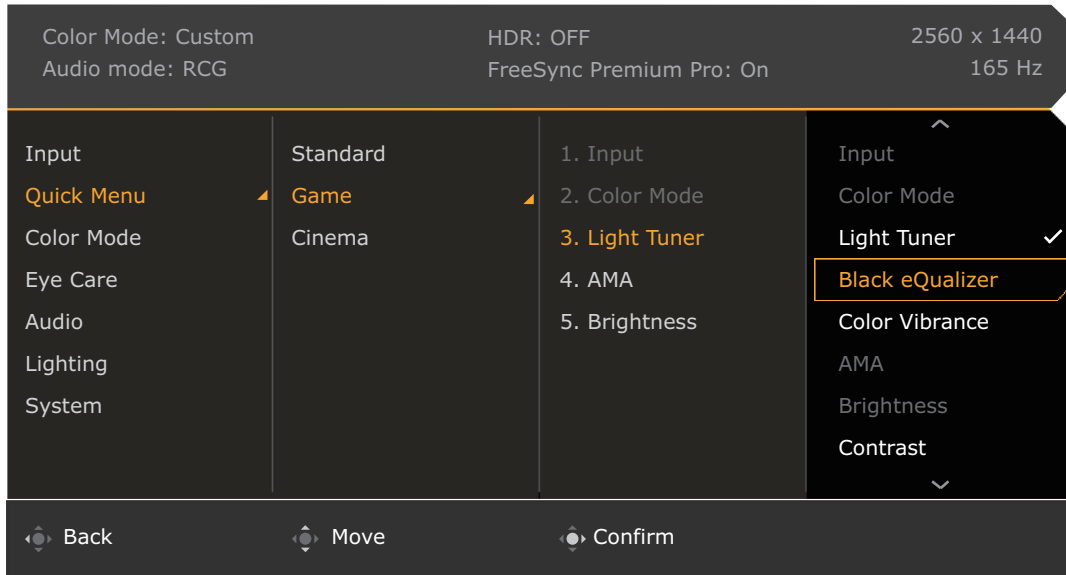 Color Mode: Custom
HDR: OFF
2560 x 1440
Audio mode: RCG
FreeSync Premium Pro: On
165 Hz
Input
Quick Menu
Color Mode
Eye Care
Audio
Lighting
System
Standard
Game
Cinema
1. Input
2. Color Mode
3. Light Tuner
4. AMA
5. Brightness
Input
Color Mode
Light Tuner
Black eQualizer
Color Vibrance
AMA
Brightness
Contrast
Back
Move
Confirm